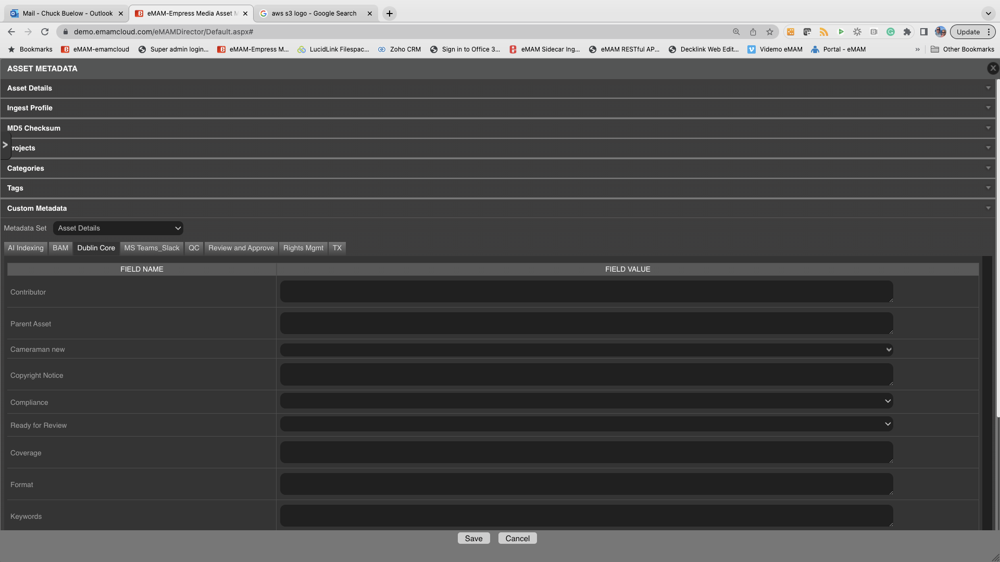 Mail - Chuck Buelow - Outlook
eMAM-Empress Media Asset M
aws s3 logo - Google Search
demo.emamcloud.com/eMAMDirector/Default.aspx#
Update
Bookmarks
eMAM-emamcloud
Super admin login...
eMAM-Empress M...
LucidLink Filespac...
Zoho CRM
Sign in to Office 3...
eMAM Sidecar Ing...
eMAM RESTful AP...
Decklink Web Edit...
Videmo eMAM
Portal - eMAM
»
Other Bookmarks
ASSET METADATA
Asset Details
Ingest Profile
MD5 Checksum
rojects
Categories
Tags
Custom Metadata
Metadata Set
Asset Details
AI Indexing
BAM
Dublin Core
MS Teams_Slack
QC
Review and Approve
Rights Mgmt
TX
FIELD NAME
FIELD VALUE
Contributor
Parent Asset
Cameraman new
Copyright Notice
Compliance
Ready for Review
Coverage
Format
Keywords
Save
Cancel